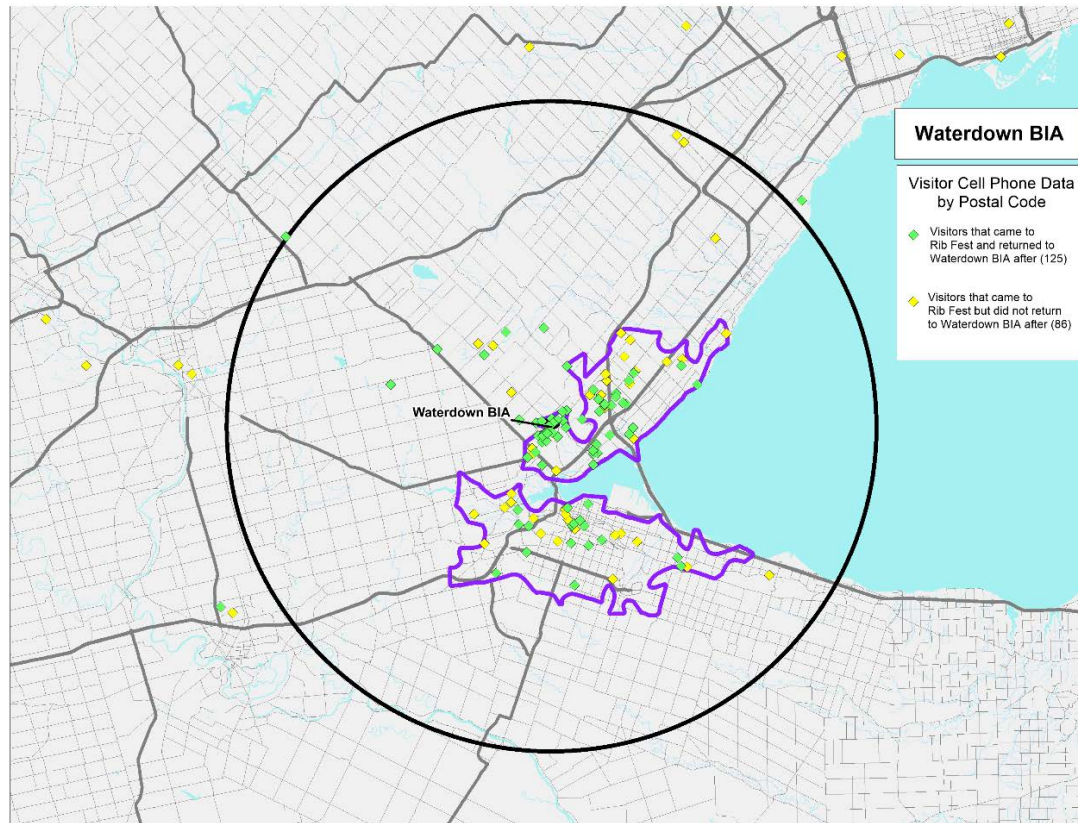 Waterdown BIA
Visitor Cell Phone Data
by Postal Code
Visitors that came to
Rib Fest and returned to
Waterdown BIA after (125)
Visitors that came to
Rib Fest but did not return
to Waterdown BIA after (86)
Waterdown BIA